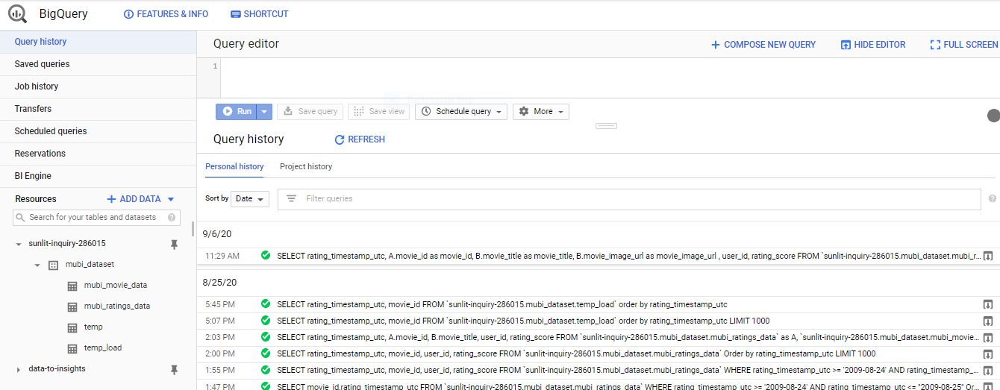 BigQuery FEATURES & INFO SHORTCUT
Query history
Saved queries
Job history
Transfers
Scheduled queries
Reservations
BI Engine
Resources ADD DATA
Search for your tables and datasets
sunlit-inquiry-286015
mubi_dataset
mubi_movie_data
mubi_ratings_data
temp
temp_load
data-to-insights
Query editor COMPOSE NEW QUERY HIDE EDITOR FULL SCREEN
1
Run Save query Save view Schedule query More
Query history REFRESH
Personal history Project history
Sort by Date Filter queries
9/6/20
11:29 AM SELECT rating_timestamp_utc, A.movie_id as movie_id, B.movie_title as movie_title, B.movie_image_url as movie_image_url , user_id, rating_score FROM `sunlit-inquiry-286015.mubi_dataset.mubi_r...
8/25/20
5:45 PM SELECT rating_timestamp_utc, movie_id FROM `sunlit-inquiry-286015.mubi_dataset.temp_load` order by rating_timestamp_utc
5:07 PM SELECT rating_timestamp_utc, movie_id FROM `sunlit-inquiry-286015.mubi_dataset.temp_load` order by rating_timestamp_utc LIMIT 1000
2:03 PM SELECT rating_timestamp_utc, A.movie_id, B.movie_title, user_id, rating_score FROM `sunlit-inquiry-286015.mubi_dataset.mubi_ratings_data` as A, `sunlit-inquiry-286015.mubi_dataset.mubi_movie...
2:00 PM SELECT rating_timestamp_utc, movie_id, user_id, rating_score FROM `sunlit-inquiry-286015.mubi_dataset.mubi_ratings_data` Order by rating_timestamp_utc LIMIT 1000
1:55 PM SELECT rating_timestamp_utc, movie_id, user_id, rating_score FROM `sunlit-inquiry-286015.mubi_dataset.mubi_ratings_data` WHERE rating_timestamp_utc >= '2009-08-24' AND rating_timestamp_...
1:47 PM SELECT movie_id,rating_timestamp_utc FROM `sunlit-inquiry-286015.mubi_dataset.mubi_ratings_data` WHERE rating_timestamp_utc >= '2009-08-24' AND rating_timestamp_utc <= "2009-08-25" Or...